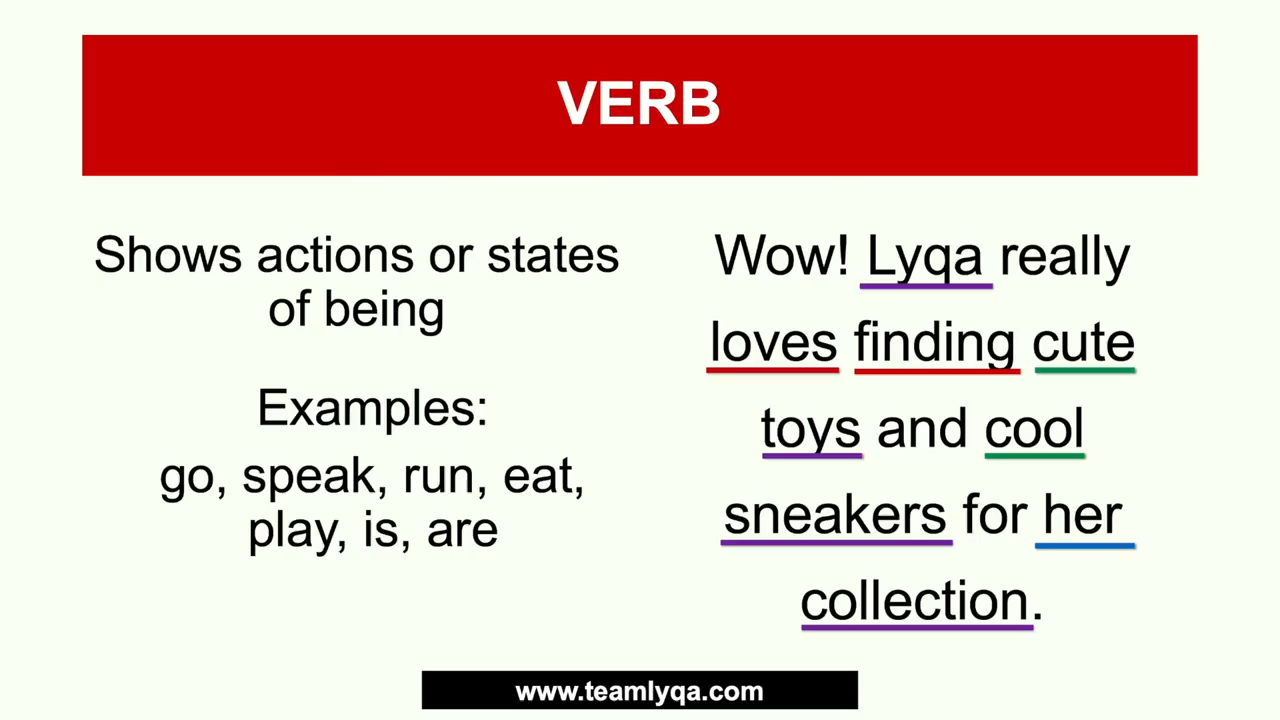 VERB
Shows actions or states
of being
Examples:
go, speak, run, eat,
play, is, are
Wow! Lyqa really
loves finding cute
toys and cool
sneakers for her
collection.
www.teamlyqa.com